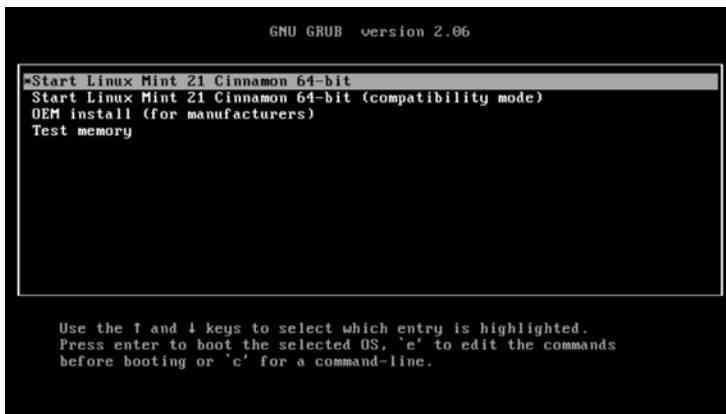 GNU GRUB  version 2.06
*Start Linux Mint 21 Cinnamon 64-bit
Start Linux Mint 21 Cinnamon 64-bit (compatibility mode)
OEM install (for manufacturers)
Test memory
Use the ↑ and ↓ keys to select which entry is highlighted.
Press enter to boot the selected OS, `e' to edit the commands
before booting or `c' for a command-line.